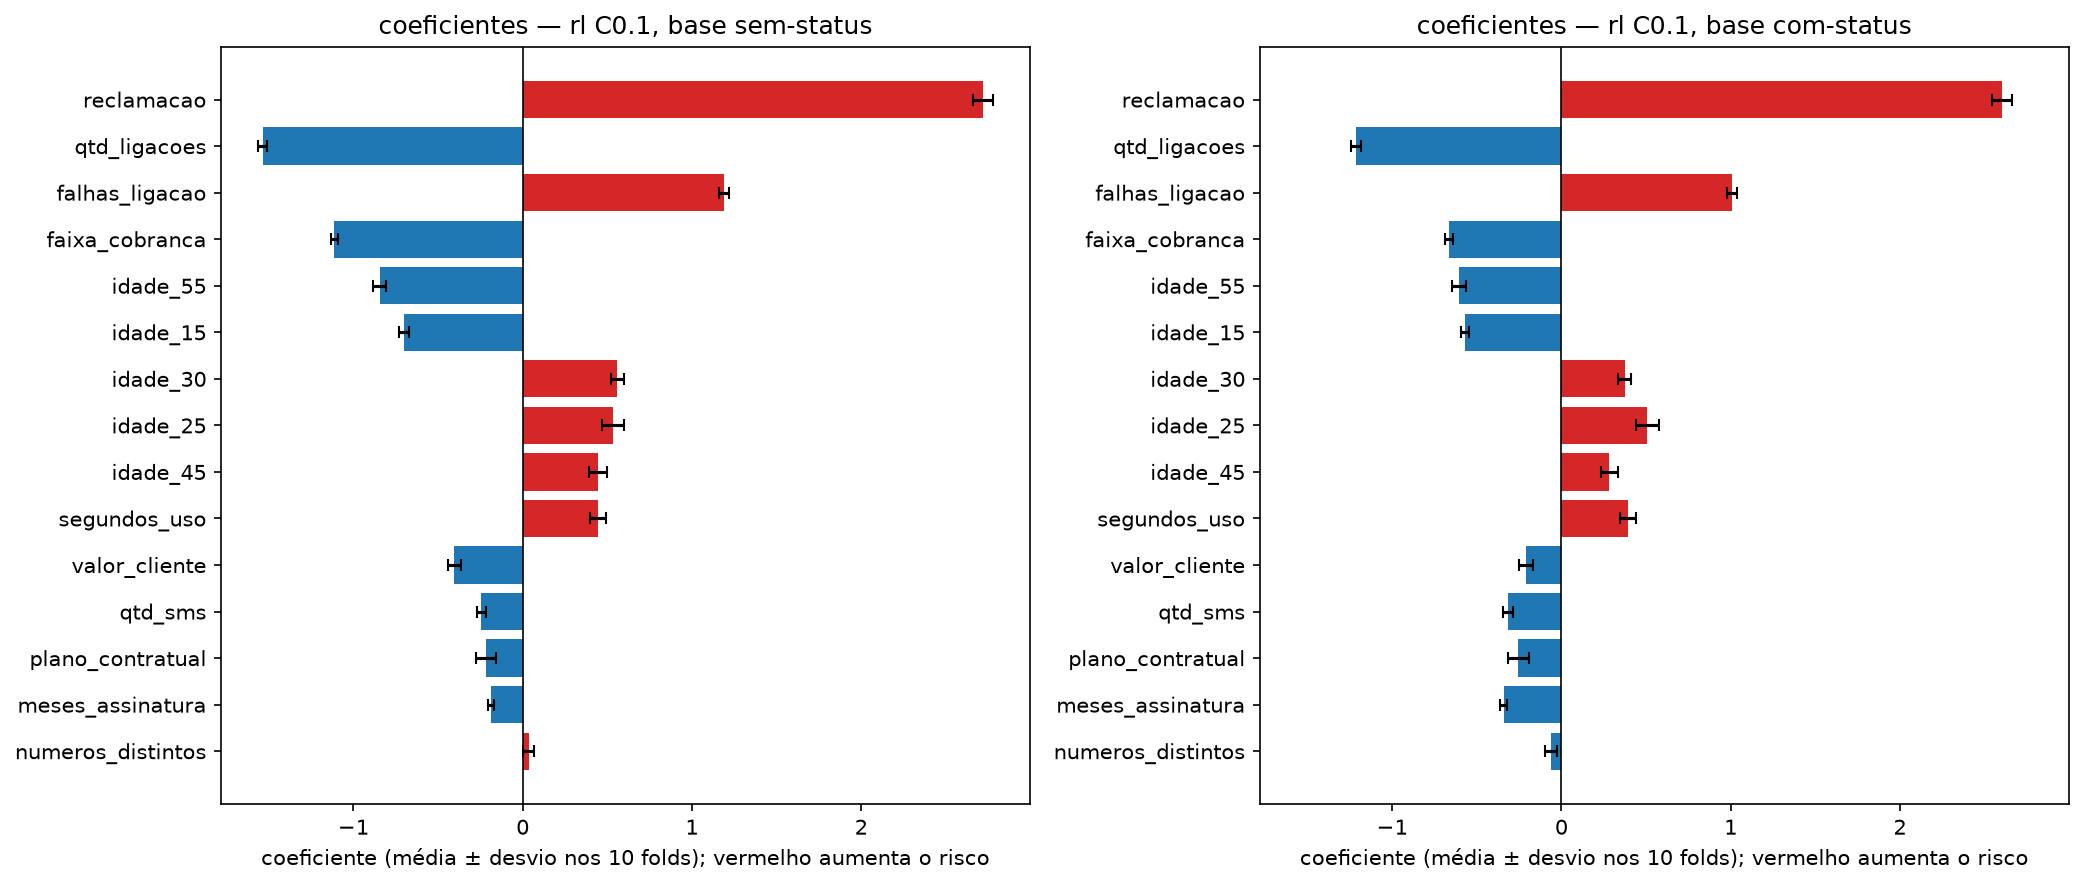 coeficientes — rl C0.1, base sem-status
reclamacao
qtd_ligacoes
falhas_ligacao
faixa_cobranca
idade_55
idade_15
idade_30
idade_25
idade_45
segundos_uso
valor_cliente
qtd_sms
plano_contratual
meses_assinatura
numeros_distintos
−1 0 1 2
coeficiente (média ± desvio nos 10 folds); vermelho aumenta o risco
coeficientes — rl C0.1, base com-status
reclamacao
qtd_ligacoes
falhas_ligacao
faixa_cobranca
idade_55
idade_15
idade_30
idade_25
idade_45
segundos_uso
valor_cliente
qtd_sms
plano_contratual
meses_assinatura
numeros_distintos
−1 0 1 2
coeficiente (média ± desvio nos 10 folds); vermelho aumenta o risco